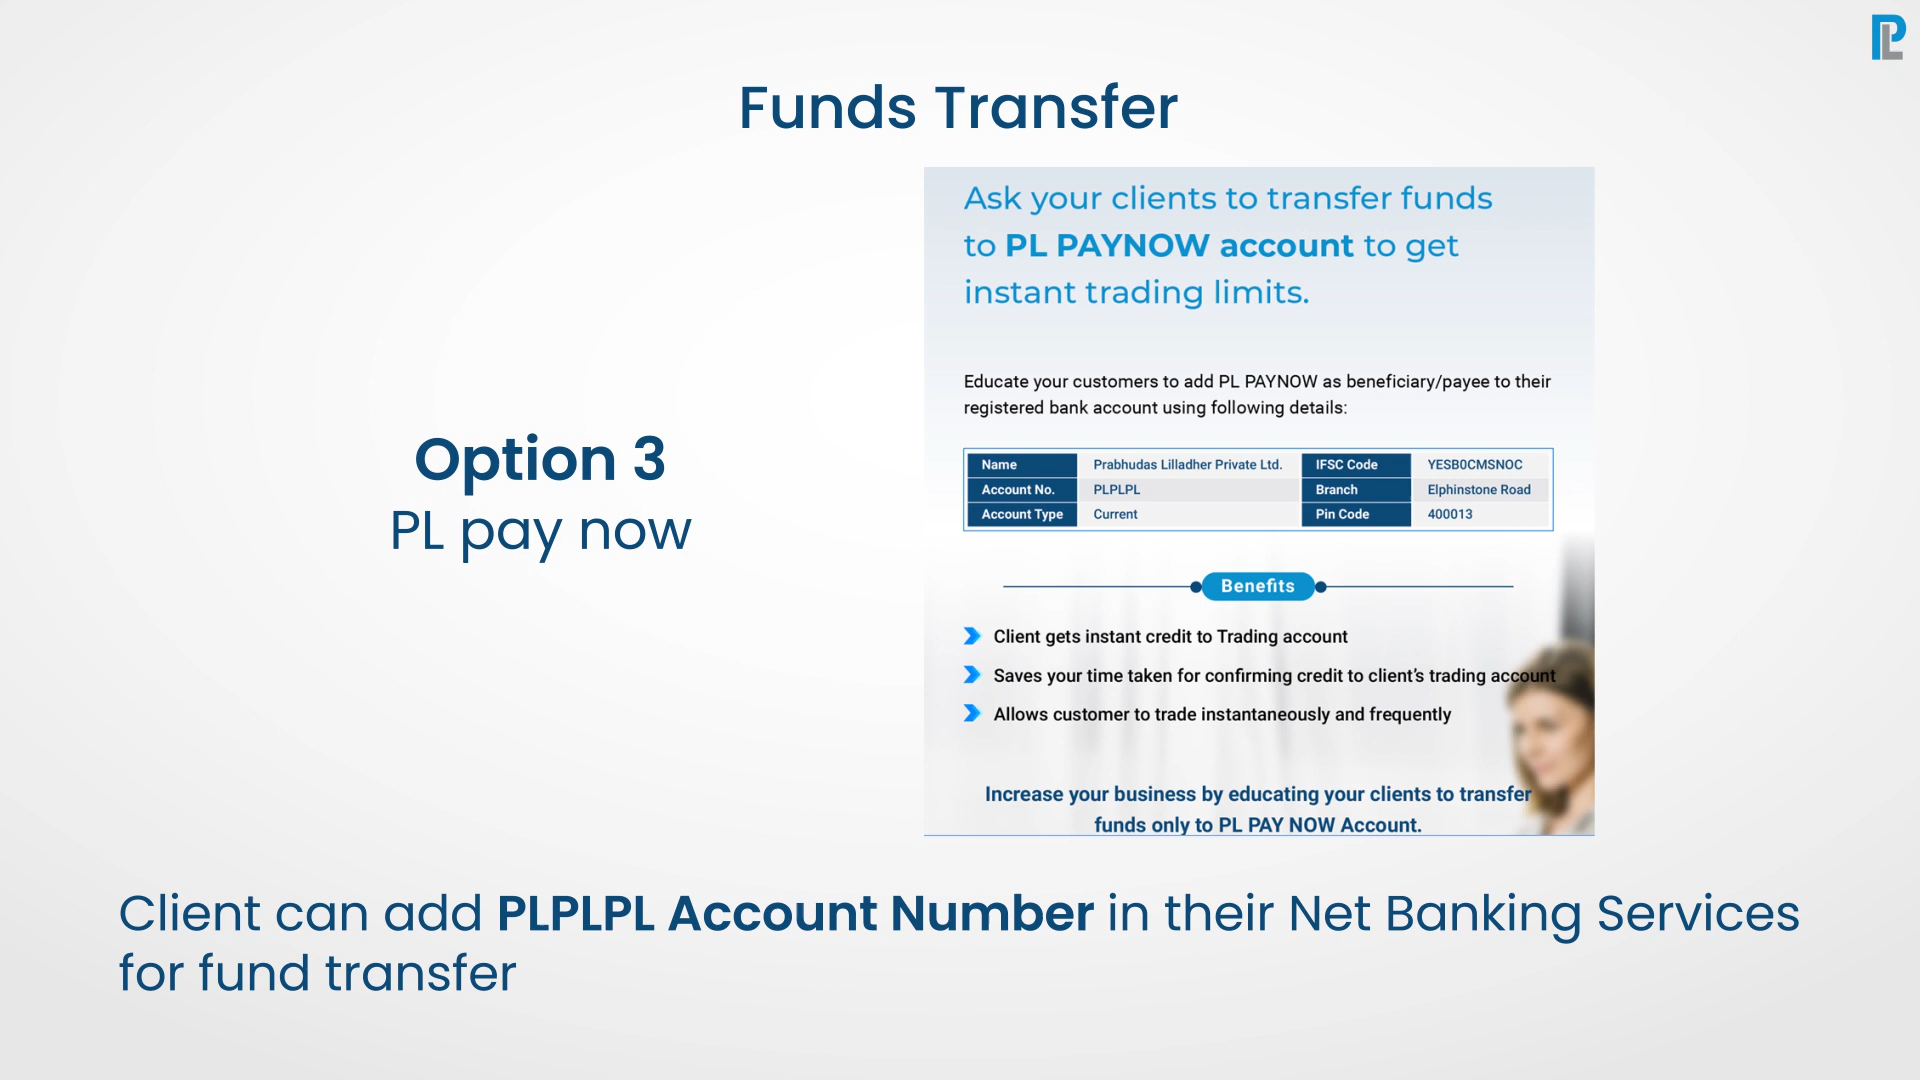 PL
Funds Transfer
Option 3
PL pay now
Ask your clients to transfer funds
to PL PAYNOW account to get
instant trading limits.
Educate your customers to add PL PAYNOW as beneficiary/payee to their
registered bank account using following details:
Name Prabhudas Lilladher Private Ltd. IFSC Code YESB0CMSNOC
Account No. PLPLPL Branch Elphinstone Road
Account Type Current Pin Code 400013
Benefits
Client gets instant credit to Trading account
Saves your time taken for confirming credit to client's trading account
Allows customer to trade instantaneously and frequently
Increase your business by educating your clients to transfer
funds only to PL PAY NOW Account.
Client can add PLPLPL Account Number in their Net Banking Services
for fund transfer